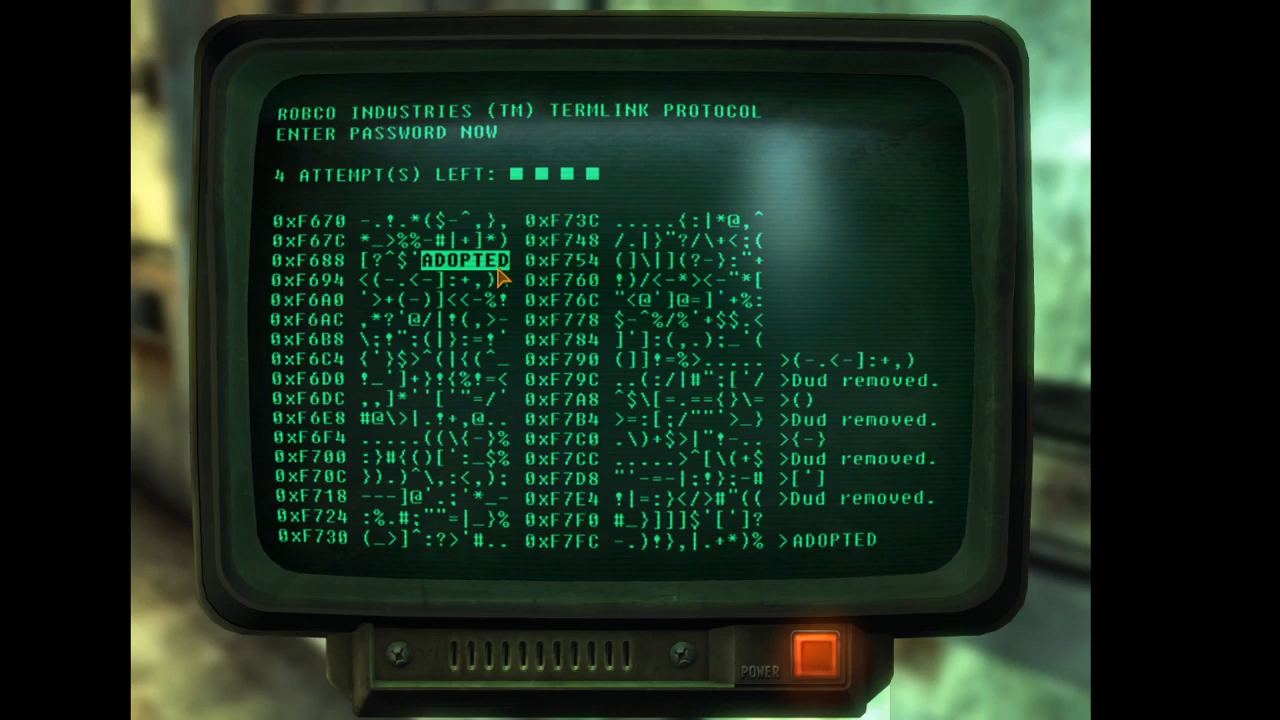 ROBCO INDUSTRIES (TM) TERMLINK PROTOCOL
ENTER PASSWORD NOW
4 ATTEMPT(S) LEFT: ■ ■ ■ ■
0xF670 -.!.*($-^,}, 0xF73C .....{:|*@,^
0xF67C *_>%%-#|+]*) 0xF748 /.|}"?/\+<;(
0xF688 [?^$'ADOPTED 0xF754 (]\|](?-}:"+
0xF694 <(-.<-]:+,). 0xF760 !)/<-*><-"*[
0xF6A0 '>+(-)]<<-%! 0xF76C "<@']@=]'+%:
0xF6AC ,*?'@/|!(,>- 0xF778 $-^%/%'+$$.<
0xF6B8 \;!";(|}:=!' 0xF784 ]']:(,.);_'(
0xF6C4 {'}$>^(|{(^_ 0xF790 (]]!=%>..... >(-.<-]:+,)
0xF6D0 !_']+}!{%!=< 0xF79C ..(:/|#";['/ >Dud removed.
0xF6DC ,,]*''['"=/' 0xF7A8 ^$\[=.=={}\= >()
0xF6E8 #@\>|.!+,@.. 0xF7B4 >=:[;/""'>_} >Dud removed.
0xF6F4 .....((\{-}% 0xF7C0 .\)+$>|"!-.. >{-}
0xF700 :}#{()[':_$% 0xF7CC .....>^[\(+$ >Dud removed.
0xF70C }).)^\,:<,): 0xF7D8 "'-=-|;!};-# >[']
0xF718 ---]@'.;'*_- 0xF7E4 !|=:}</>#"(( >Dud removed.
0xF724 :%.#;""=|_}% 0xF7F0 #_}]]]$'[']?
0xF730 (_>]^:?>'#.. 0xF7FC -.)!},|.+*)% >ADOPTED
POWER